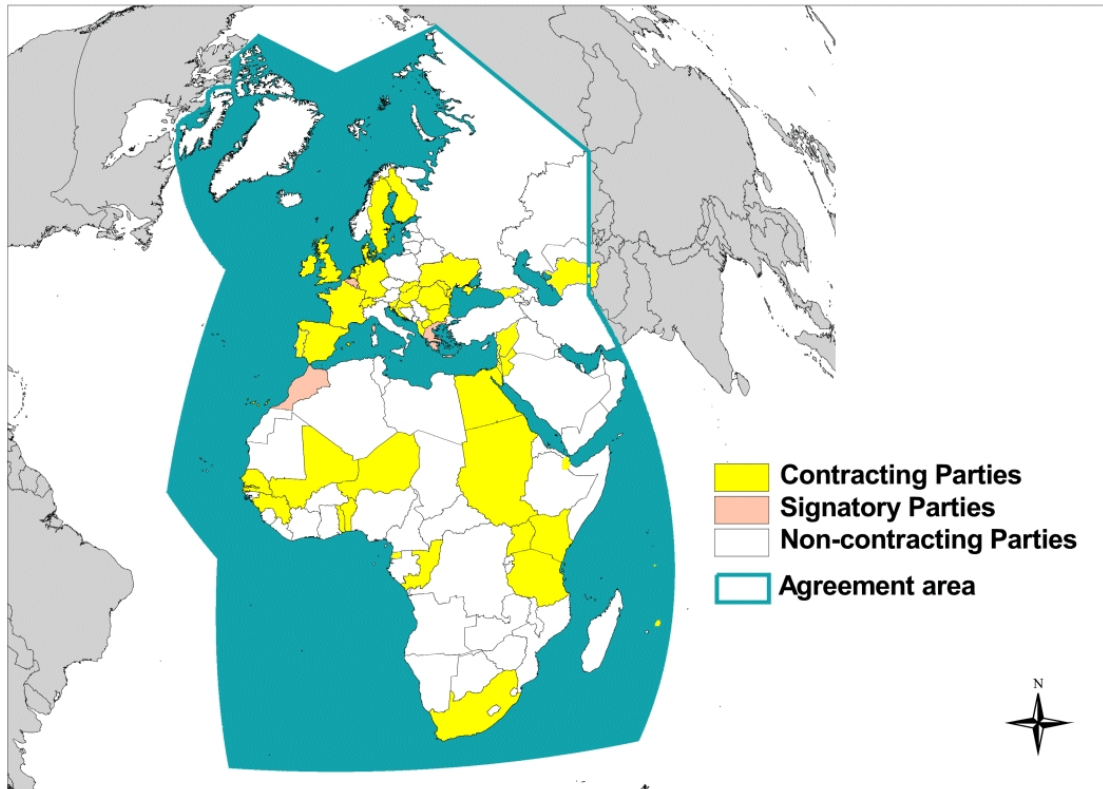 Contracting Parties
Signatory Parties
Non-contracting Parties
Agreement area
N